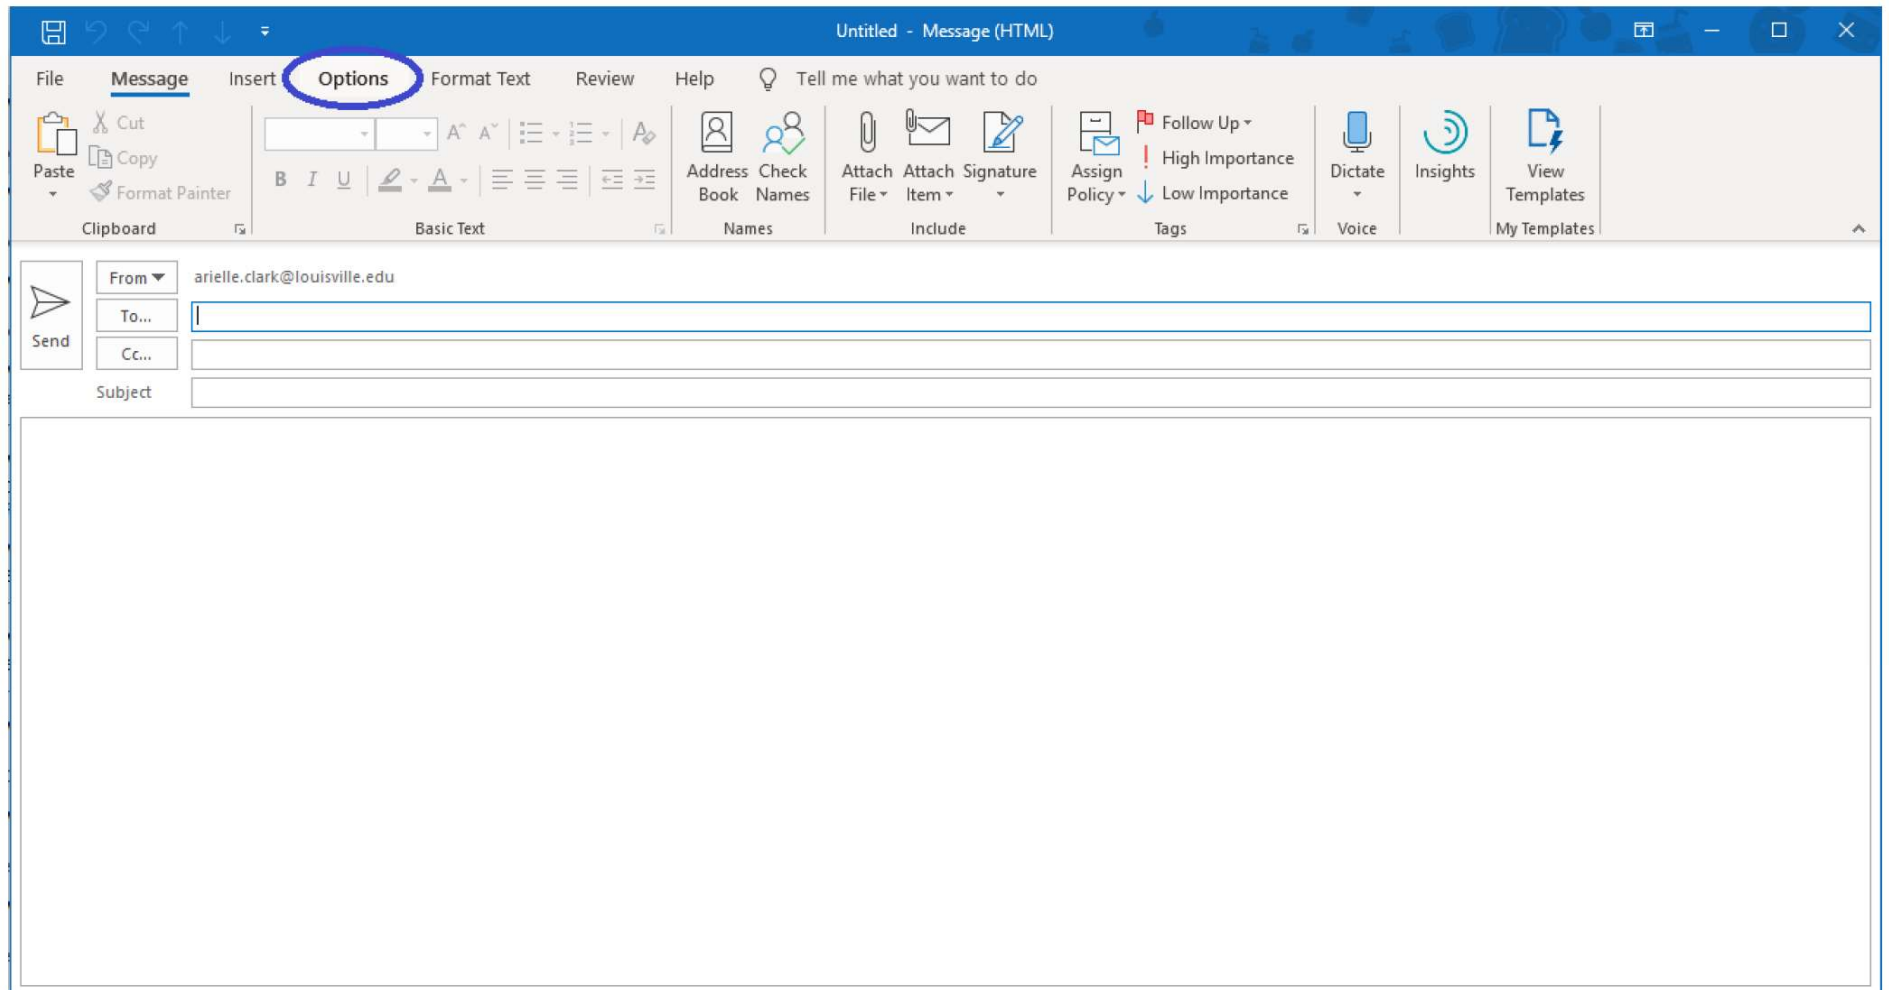 Untitled - Message (HTML)
File Message Insert Options Format Text Review Help Tell me what you want to do
Paste
Cut
Copy
Format Painter
Clipboard
A A A
B I U A
Basic Text
Address Book
Check Names
Names
Attach File
Attach Item
Signature
Include
Assign Policy
Follow Up
High Importance
Low Importance
Tags
Dictate
Voice
Insights
View Templates
My Templates
Send
From arielle.clark@louisville.edu
To...
Cc...
Subject